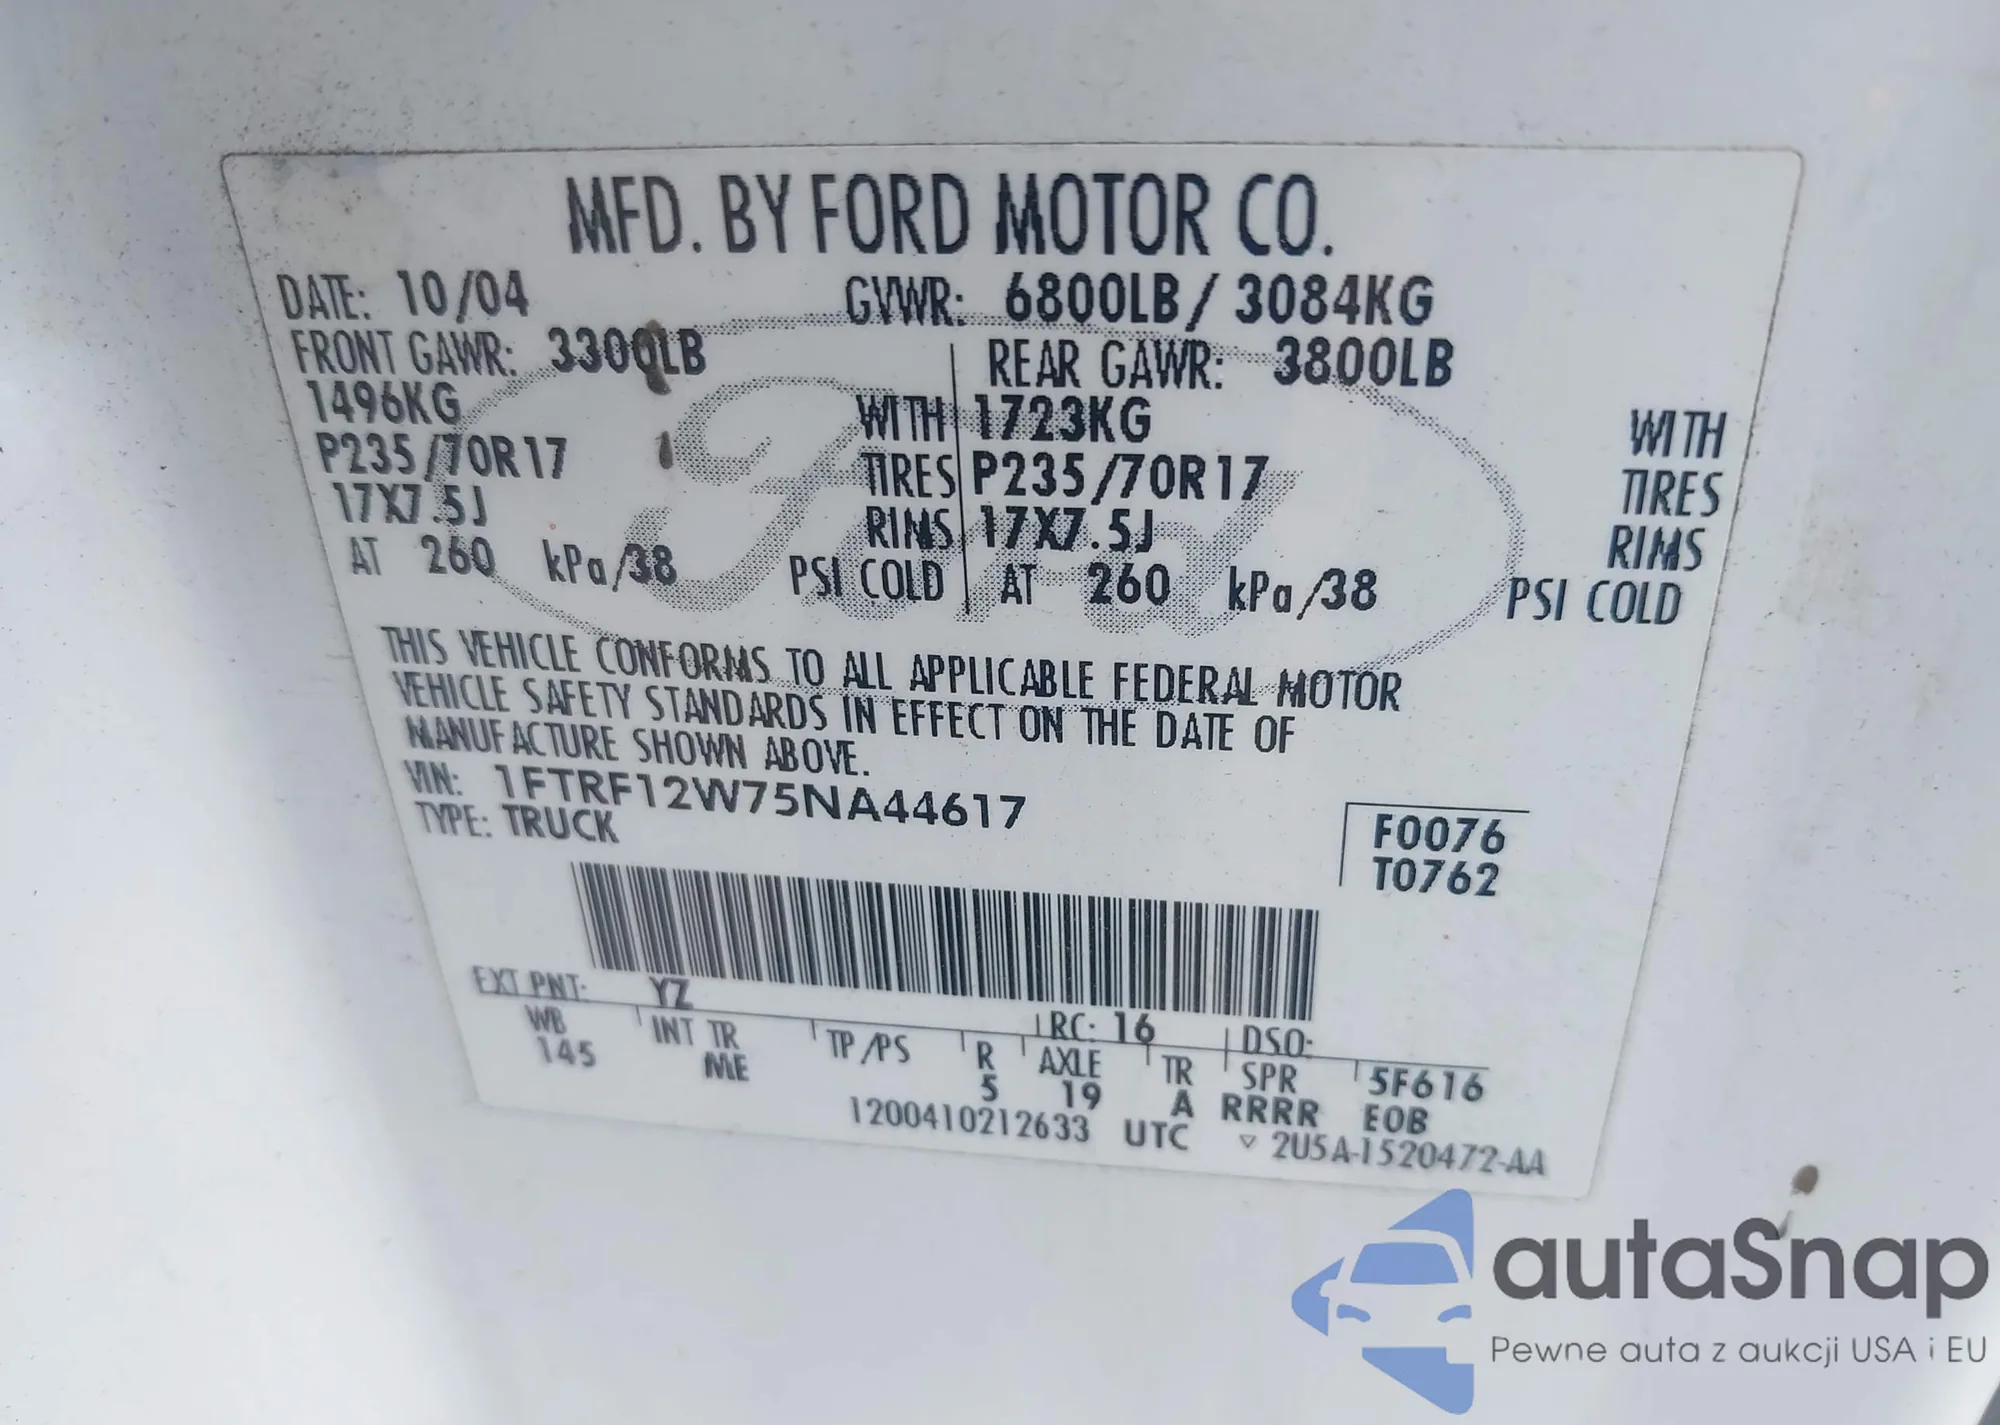 MFD. BY FORD MOTOR CO.
DATE: 10/04 GVWR: 6800LB/ 3084KG
FRONT GAWR: 3300LB REAR GAWR: 3800LB
1496KG WITH 1723KG WITH
P235/70R17 TIRES P235/70R17 TIRES
17X7.5J RIMS 17X7.5J RIMS
AT 260 kPa/38 PSI COLD AT 260 kPa/38 PSI COLD
THIS VEHICLE CONFORMS TO ALL APPLICABLE FEDERAL MOTOR
VEHICLE SAFETY STANDARDS IN EFFECT ON THE DATE OF
MANUFACTURE SHOWN ABOVE.
VIN: 1FTRF12W75NA44617
TYPE: TRUCK
F0076
T0762
EXT PNT: YZ RC: 16 DSO:
WB INT TR TP/PS R AXLE TR SPR 5F616
145 ME 5 19 A RRRR EOB
1200410212633 UTC ▽ 2U5A-1520472-AA
Ford
autaSnap
Pewne auta z aukcji USA i EU